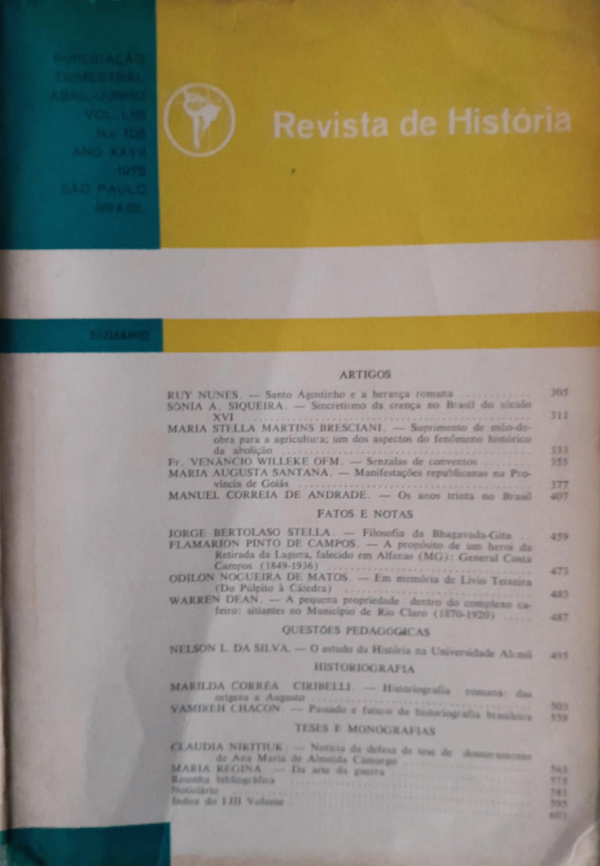 PUBLICAÇÃO
TRIMESTRAL
ABRIL-JUNHO
VOL. LIII
N.o 106
ANO XXVII
1976
SÃO PAULO
BRASIL
Revista de História
SUMÁRIO
ARTIGOS
RUY NUNES. — Santo Agostinho e a herança romana ............ 305
SÔNIA A. SIQUEIRA. — Sincretismo da crença no Brasil do século
XVI ............ 311
MARIA STELLA MARTINS BRESCIANI. — Suprimento de mão-de-
obra para a agricultura; um dos aspectos do fenômeno histórico
da abolição ............ 333
Fr. VENÂNCIO WILLEKE OFM. — Senzalas de conventos ........ 355
MARIA AUGUSTA SANTANA. — Manifestações republicanas na Pro-
víncia de Goiás ............ 377
MANUEL CORREIA DE ANDRADE. — Os anos trinta no Brasil 407
FATOS E NOTAS
JORGE BERTOLASO STELLA. — Filosofia da Bhagavada-Gita .. 459
FLAMARION PINTO DE CAMPOS. — A propósito de um herói da
Retirada da Laguna, falecido em Alfenas (MG): General Costa
Campos (1849-1936) ............ 473
ODILON NOGUEIRA DE MATOS. — Em memória de Lívio Teixeira
(Do Púlpito à Cátedra) ............ 483
WARREN DEAN. — A pequena propriedade dentro do complexo ca-
feeiro: sitiantes no Município de Rio Claro (1870-1920) ..... 487
QUESTÕES PEDAGÓGICAS
NELSON L. DA SILVA. — O estudo da História na Universidade Alemã 495
HISTORIOGRAFIA
MARILDA CORRÊA CIRIBELLI. — Historiografia romana: das
origens a Augusto ............ 503
VAMIREH CHACON. — Passado e futuro da historiografia brasileira 559
TESES E MONOGRAFIAS
CLAUDIA NIKITIUK. — Notícia da defesa de tese de doutoramento
de Ana Maria de Almeida Camargo ............ 563
MARIA REGINA — Da arte da guerra ............ 575
Resenha bibliográfica ............ 581
Noticiário ............ 595
Índice do LIII Volume ............ 603